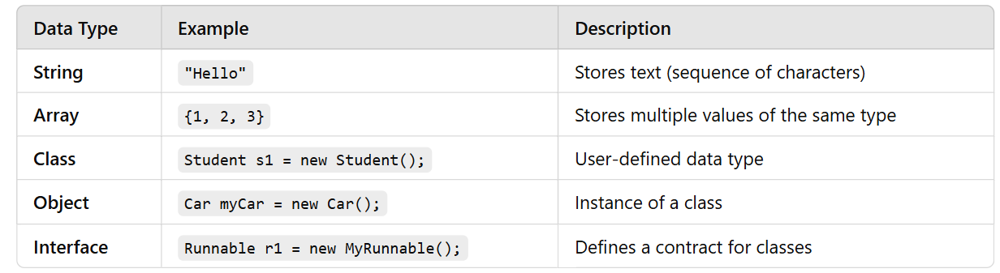 Data Type Example Description
String "Hello" Stores text (sequence of characters)
Array {1, 2, 3} Stores multiple values of the same type
Class Student s1 = new Student(); User-defined data type
Object Car myCar = new Car(); Instance of a class
Interface Runnable r1 = new MyRunnable(); Defines a contract for classes